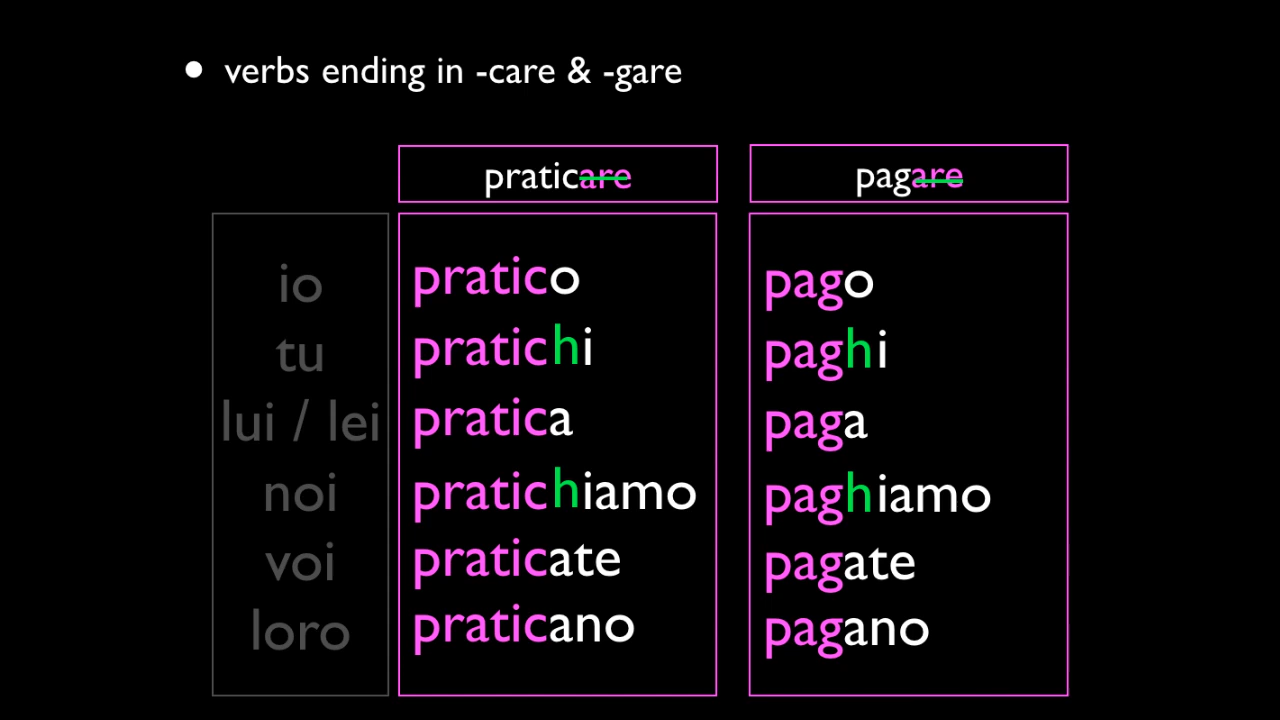 • verbs ending in -care & -gare
praticare pagare
io pratico pago
tu pratichi paghi
lui / lei pratica paga
noi pratichiamo paghiamo
voi praticate pagate
loro praticano pagano